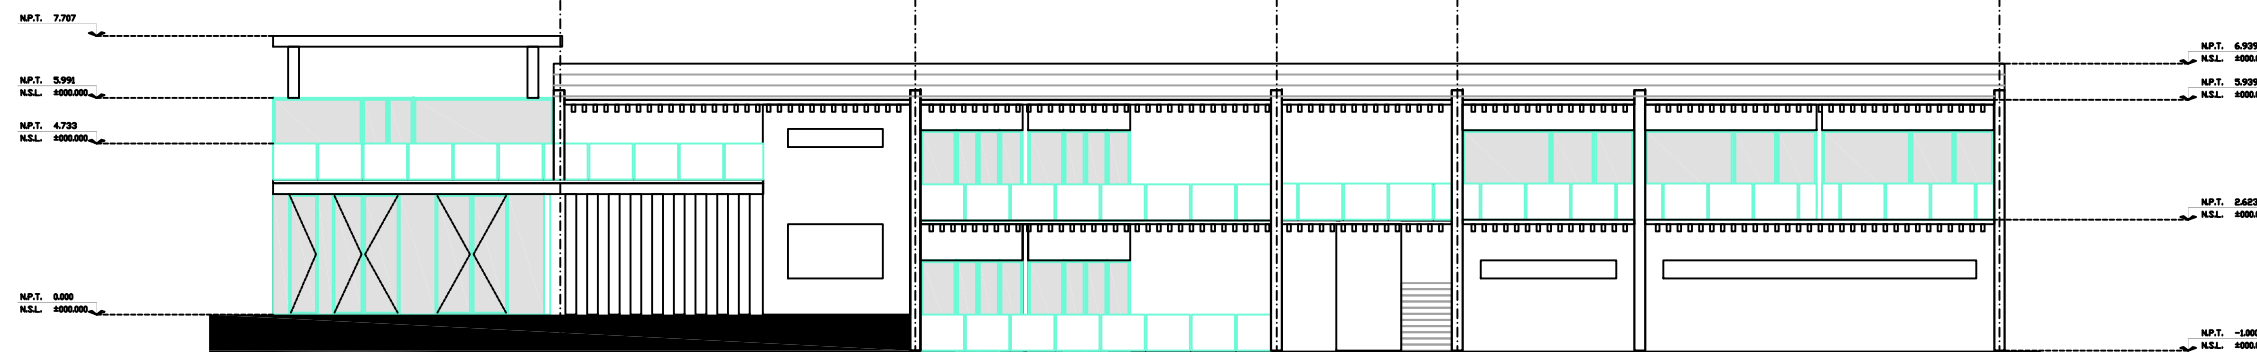 N.P.T. 7.707
N.P.T. 5.991
N.S.L. ±000.000
N.P.T. 4.733
N.S.L. ±000.000
N.P.T. 0.000
N.S.L. ±000.000
N.P.T. 6.939
N.S.L. ±000.0
N.P.T. 5.939
N.S.L. ±000.0
N.P.T. 2.623
N.S.L. ±000.0
N.P.T. -1.000
N.S.L. ±000.0